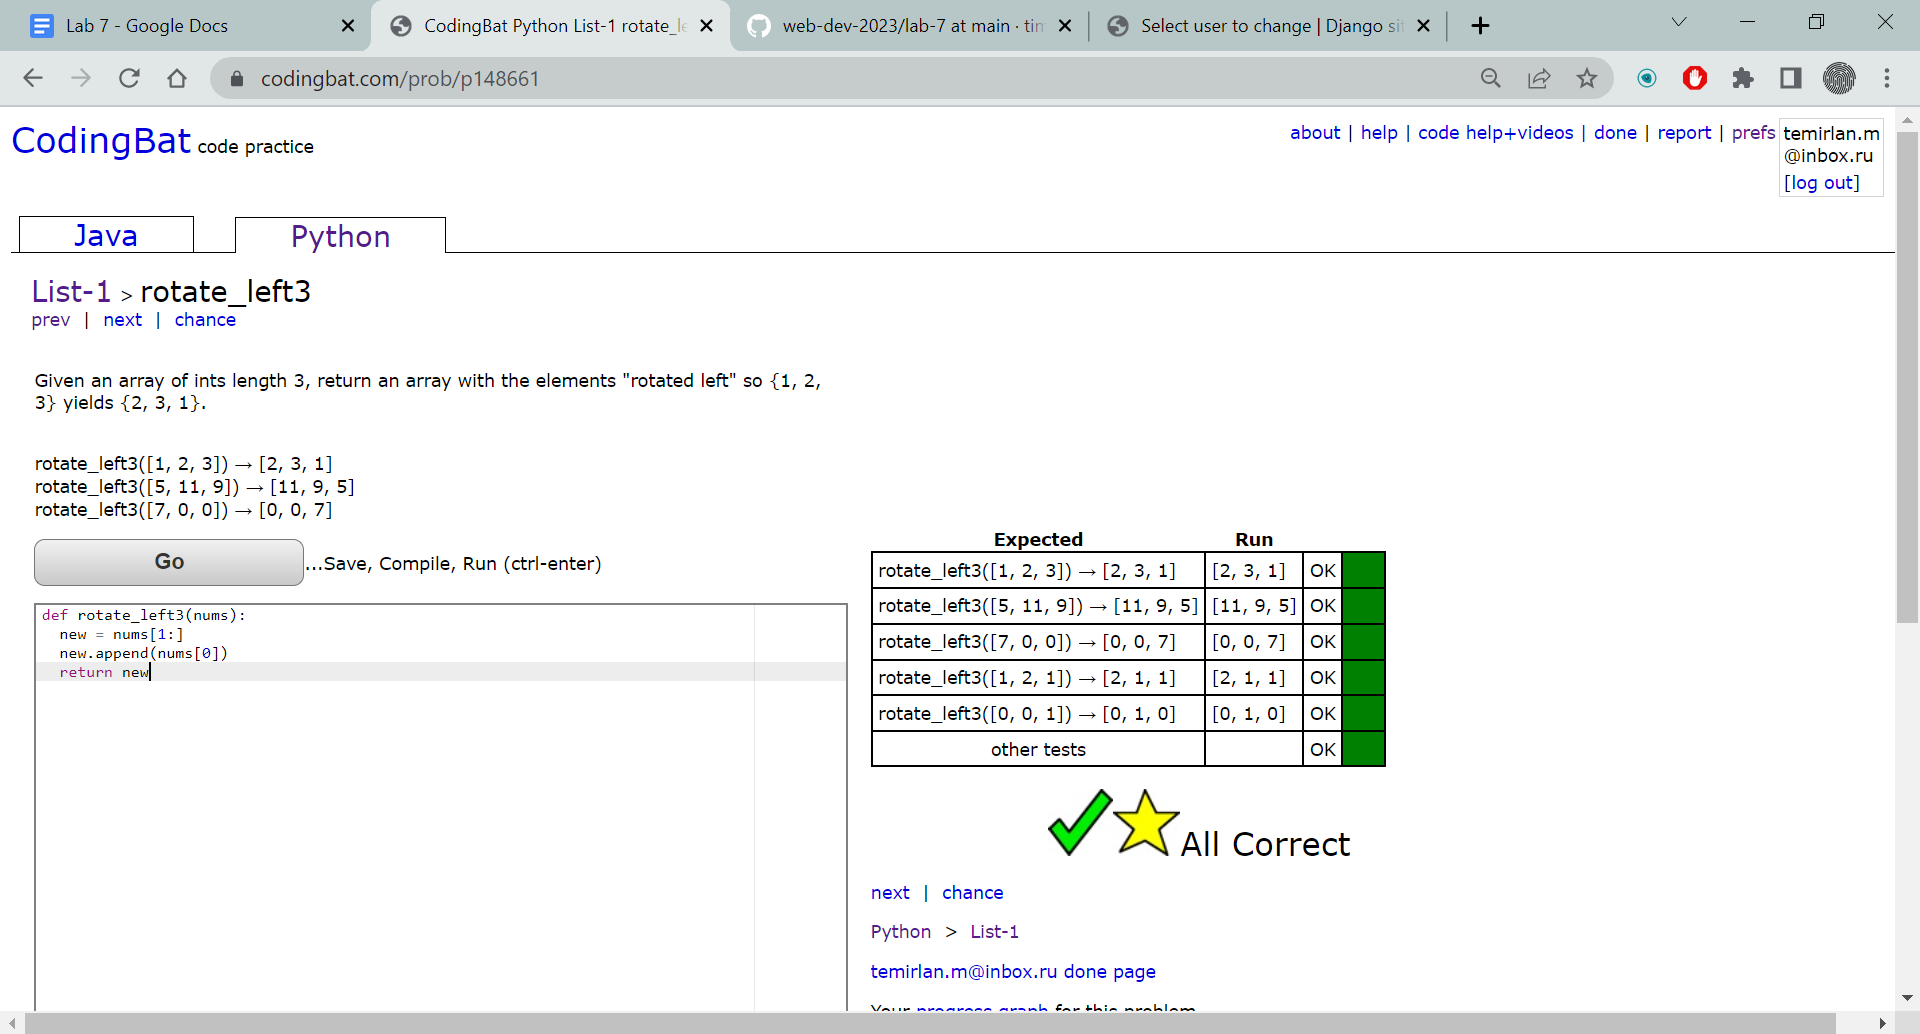 Lab 7 - Google Docs
CodingBat Python List-1 rotate_le
web-dev-2023/lab-7 at main · tim
Select user to change | Django sit
codingbat.com/prob/p148661
CodingBat code practice
about | help | code help+videos | done | report | prefs
temirlan.m
@inbox.ru
[log out]
Java
Python
List-1 > rotate_left3
prev | next | chance
Given an array of ints length 3, return an array with the elements "rotated left" so {1, 2,
3} yields {2, 3, 1}.
rotate_left3([1, 2, 3]) → [2, 3, 1]
rotate_left3([5, 11, 9]) → [11, 9, 5]
rotate_left3([7, 0, 0]) → [0, 0, 7]
Go ...Save, Compile, Run (ctrl-enter)
def rotate_left3(nums):
  new = nums[1:]
  new.append(nums[0])
  return new
Expected Run
rotate_left3([1, 2, 3]) → [2, 3, 1] [2, 3, 1] OK
rotate_left3([5, 11, 9]) → [11, 9, 5] [11, 9, 5] OK
rotate_left3([7, 0, 0]) → [0, 0, 7] [0, 0, 7] OK
rotate_left3([1, 2, 1]) → [2, 1, 1] [2, 1, 1] OK
rotate_left3([0, 0, 1]) → [0, 1, 0] [0, 1, 0] OK
other tests OK
All Correct
next | chance
Python > List-1
temirlan.m@inbox.ru done page
Your progress graph for this problem